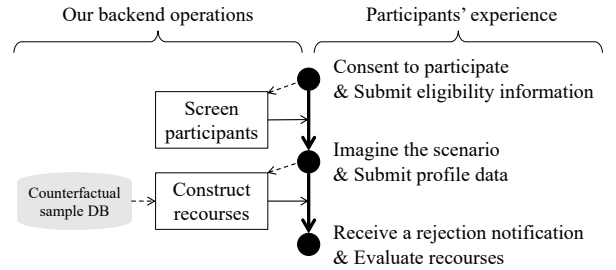 Our backend operations
Participants’ experience
Consent to participate
& Submit eligibility information
Screen
participants
Imagine the scenario
& Submit profile data
Counterfactual
sample DB
Construct
recourses
Receive a rejection notification
& Evaluate recourses